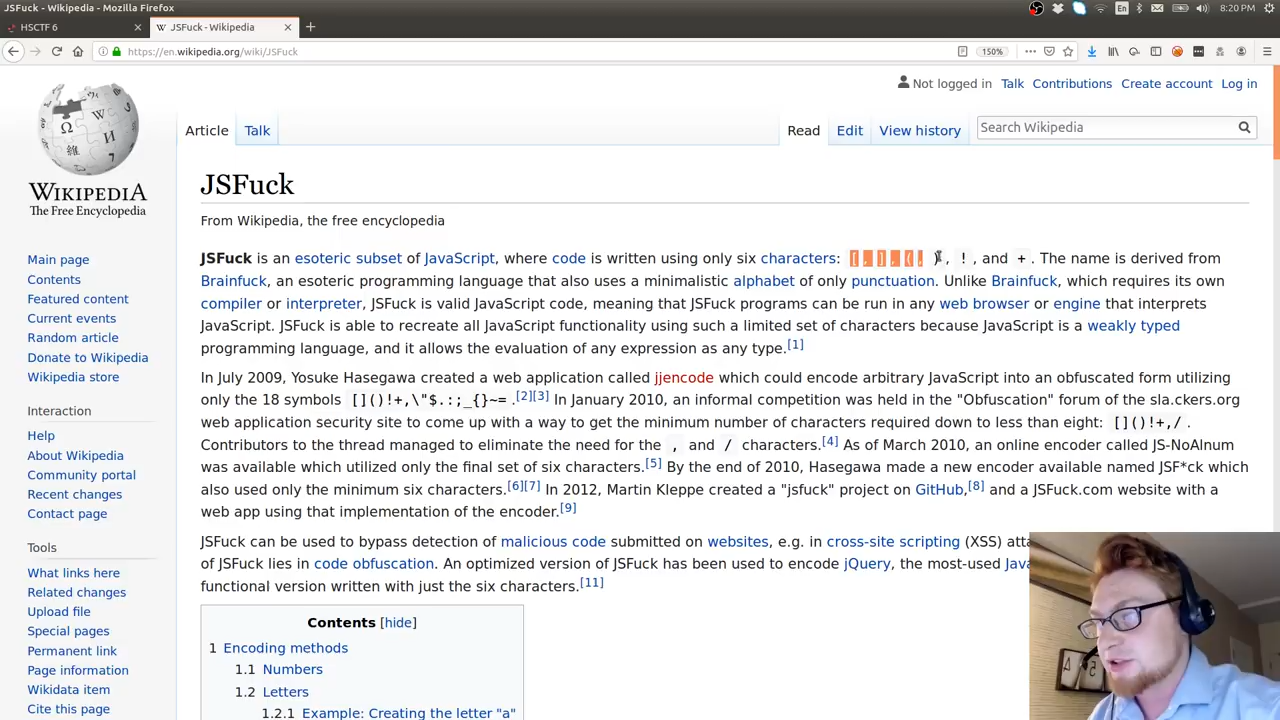 JSFuck - Wikipedia - Mozilla Firefox
En
8:20 PM
HSCTF 6
W JSFuck - Wikipedia
https://en.wikipedia.org/wiki/JSFuck
150%
Not logged in Talk Contributions Create account Log in
Article Talk Read Edit View history Search Wikipedia
WIKIPEDIA
The Free Encyclopedia
Main page
Contents
Featured content
Current events
Random article
Donate to Wikipedia
Wikipedia store
Interaction
Help
About Wikipedia
Community portal
Recent changes
Contact page
Tools
What links here
Related changes
Upload file
Special pages
Permanent link
Page information
Wikidata item
Cite this page
JSFuck
From Wikipedia, the free encyclopedia
JSFuck is an esoteric subset of JavaScript, where code is written using only six characters: [, ], (, ), !, and +. The name is derived from
Brainfuck, an esoteric programming language that also uses a minimalistic alphabet of only punctuation. Unlike Brainfuck, which requires its own
compiler or interpreter, JSFuck is valid JavaScript code, meaning that JSFuck programs can be run in any web browser or engine that interprets
JavaScript. JSFuck is able to recreate all JavaScript functionality using such a limited set of characters because JavaScript is a weakly typed
programming language, and it allows the evaluation of any expression as any type.[1]
In July 2009, Yosuke Hasegawa created a web application called jjencode which could encode arbitrary JavaScript into an obfuscated form utilizing
only the 18 symbols []()!+,\"$.:;_{}~= .[2][3] In January 2010, an informal competition was held in the "Obfuscation" forum of the sla.ckers.org
web application security site to come up with a way to get the minimum number of characters required down to less than eight: []()!+,/ .
Contributors to the thread managed to eliminate the need for the , and / characters.[4] As of March 2010, an online encoder called JS-NoAlnum
was available which utilized only the final set of six characters.[5] By the end of 2010, Hasegawa made a new encoder available named JSF*ck which
also used only the minimum six characters.[6][7] In 2012, Martin Kleppe created a "jsfuck" project on GitHub,[8] and a JSFuck.com website with a
web app using that implementation of the encoder.[9]
JSFuck can be used to bypass detection of malicious code submitted on websites, e.g. in cross-site scripting (XSS) atta
of JSFuck lies in code obfuscation. An optimized version of JSFuck has been used to encode jQuery, the most-used Java
functional version written with just the six characters.[11]
Contents [hide]
1 Encoding methods
1.1 Numbers
1.2 Letters
1.2.1 Example: Creating the letter "a"